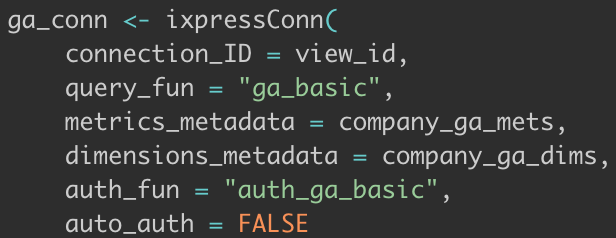 ga_conn <- ixpressConn(
    connection_ID = view_id,
    query_fun = "ga_basic",
    metrics_metadata = company_ga_mets,
    dimensions_metadata = company_ga_dims,
    auth_fun = "auth_ga_basic",
    auto_auth = FALSE